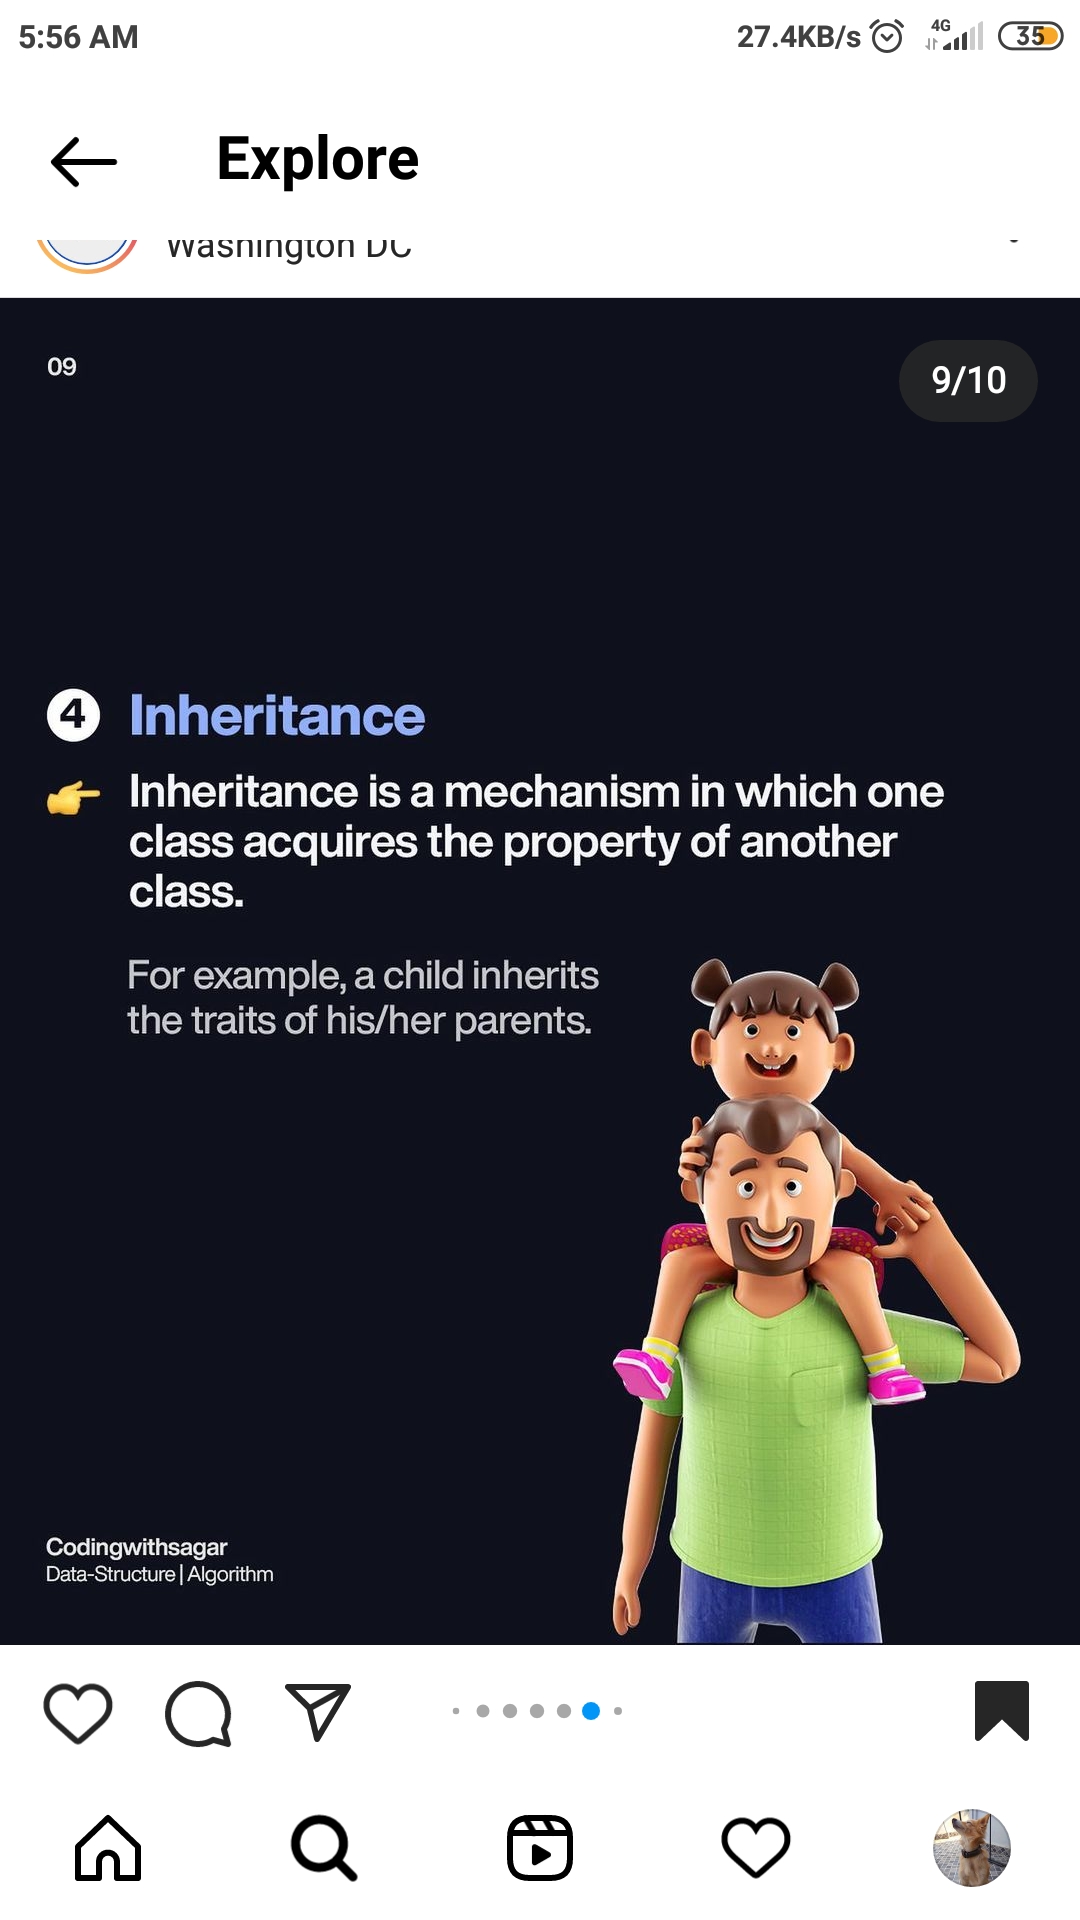 5:56 AM
27.4KB/s
4G
35
Explore
Washington DC
09
9/10
4 Inheritance
Inheritance is a mechanism in which one
class acquires the property of another
class.
For example, a child inherits
the traits of his/her parents.
Codingwithsagar
Data-Structure | Algorithm